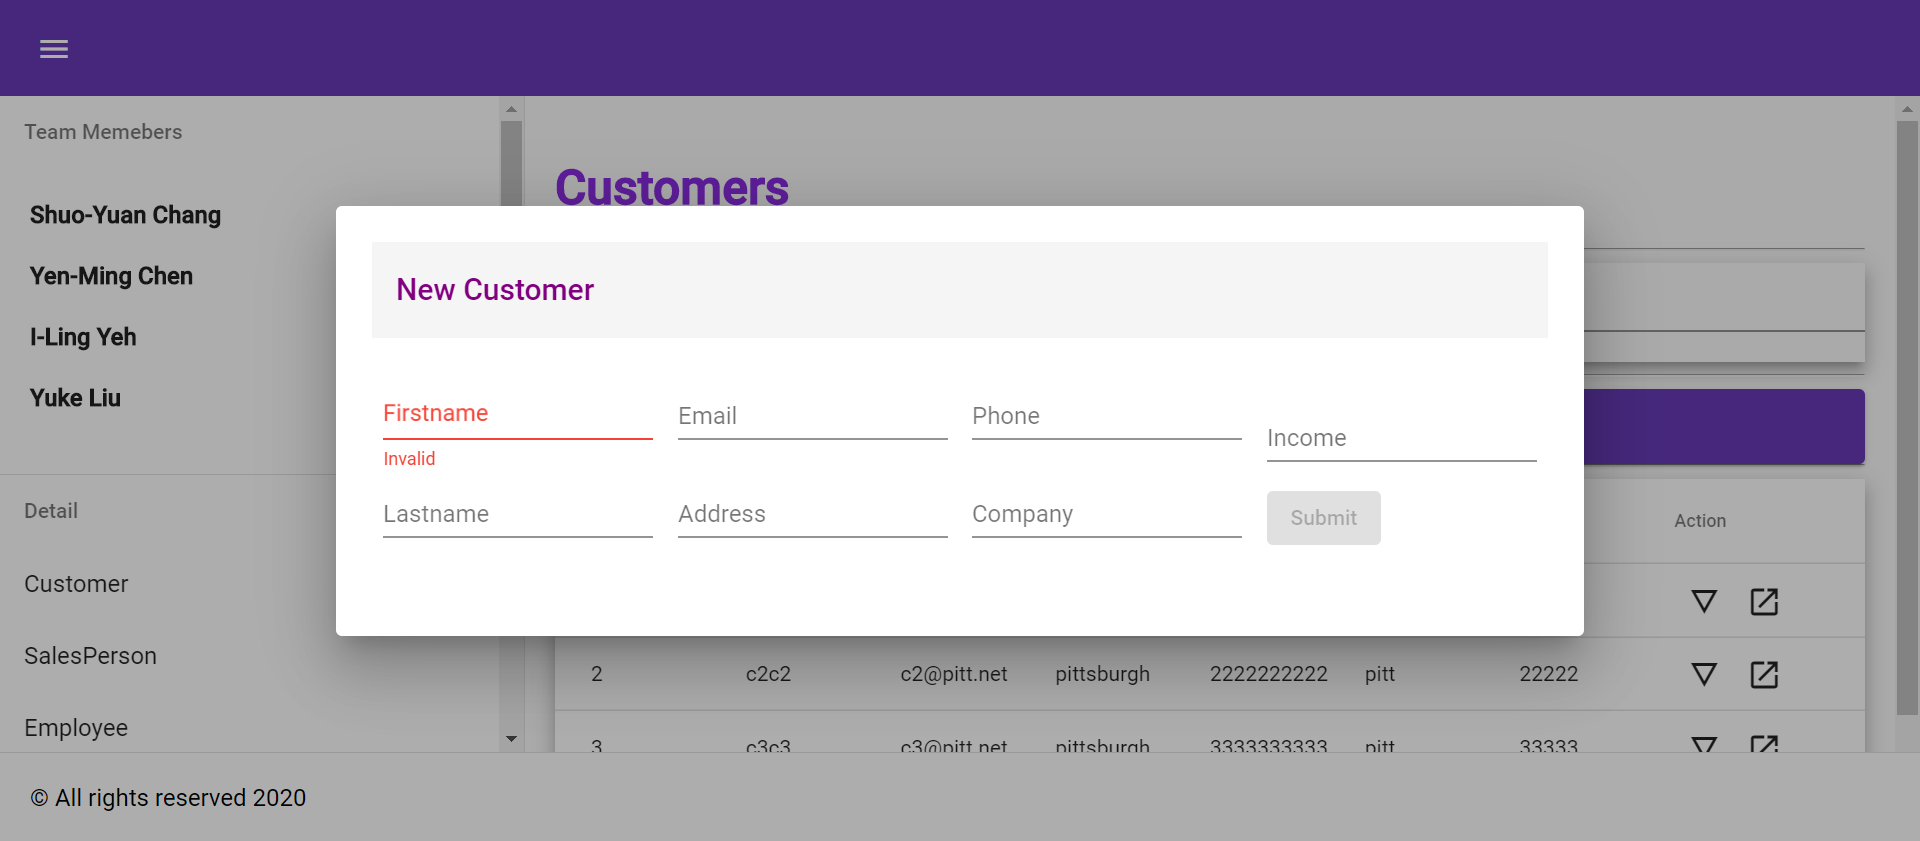 Team Memebers
Shuo-Yuan Chang
Yen-Ming Chen
I-Ling Yeh
Yuke Liu
Detail
Customer
SalesPerson
Employee
Customers
New Customer
Firstname Email Phone Income
Invalid
Lastname Address Company Submit
Action
2 c2c2 c2@pitt.net pittsburgh 2222222222 pitt 22222
3 c3c3 c3@pitt.net pittsburgh 3333333333 pitt 33333
© All rights reserved 2020